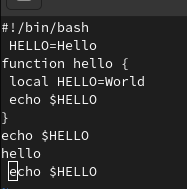 #!/bin/bash
 HELLO=Hello
function hello {
 local HELLO=World
 echo $HELLO
}
echo $HELLO
hello
 echo $HELLO